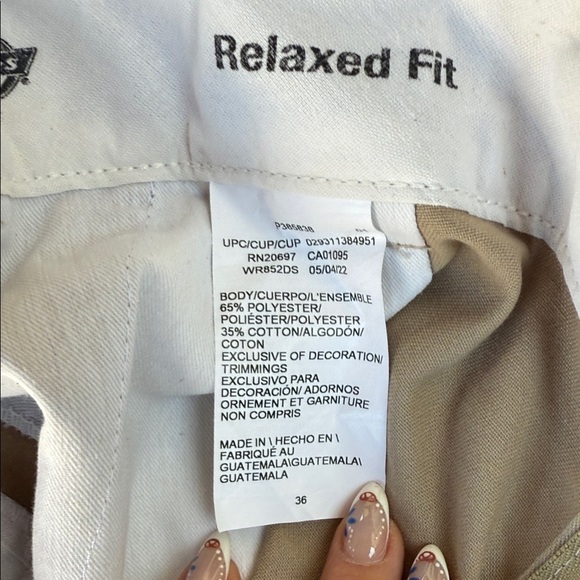 Relaxed Fit
P385838
UPC/CUP/CUP 029311384951
RN20697 CA01095
WR852DS 05/04/22
BODY/CUERPO/L'ENSEMBLE
65% POLYESTER/
POLIÉSTER/POLYESTER
35% COTTON/ALGODÓN/
COTON
EXCLUSIVE OF DECORATION/
TRIMMINGS
EXCLUSIVO PARA
DECORACIÓN/ ADORNOS
ORNEMENT ET GARNITURE
NON COMPRIS
MADE IN \ HECHO EN \
FABRIQUÉ AU
GUATEMALA\GUATEMALA\
GUATEMALA
36